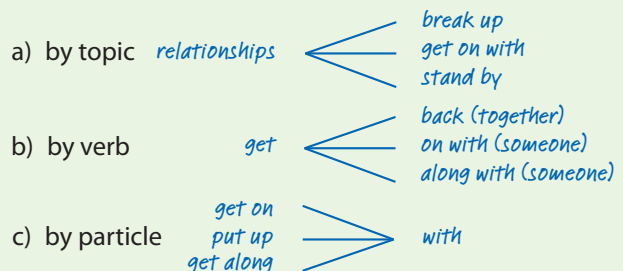 a) by topic relationships
break up
get on with
stand by
b) by verb get
back (together)
on with (someone)
along with (someone)
c) by particle
get on
put up
get along
with